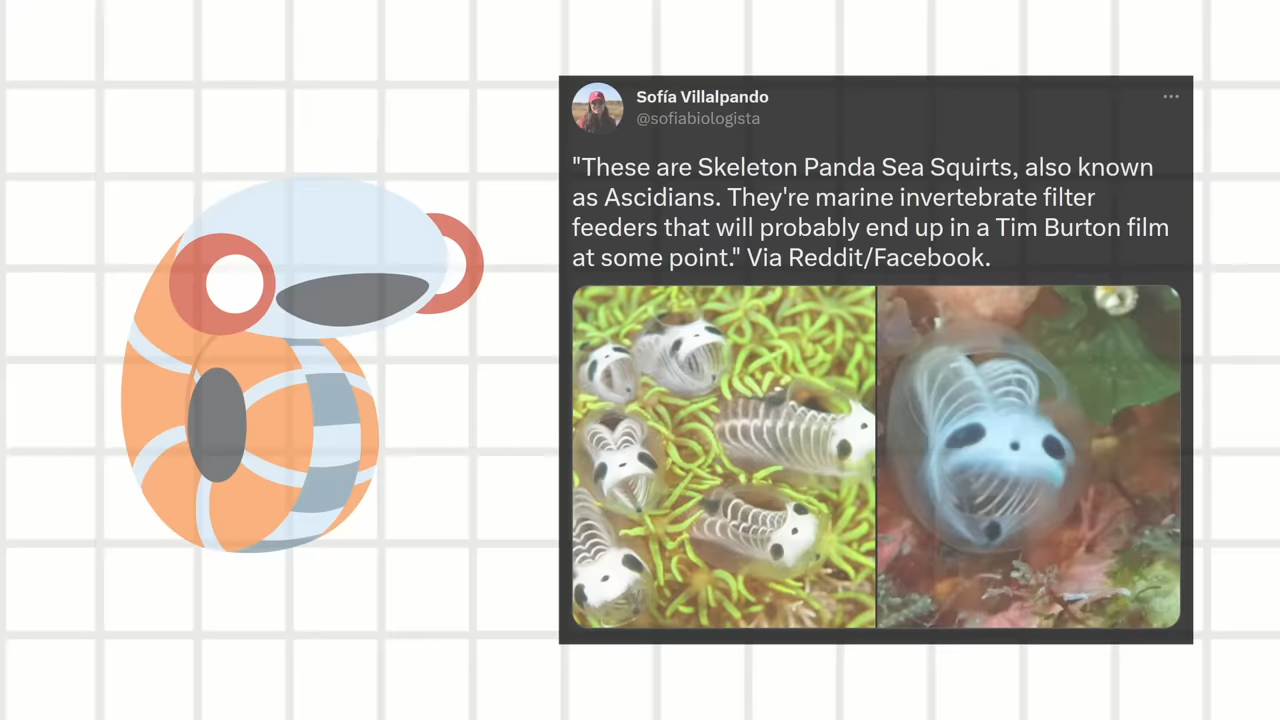 Sofía Villalpando
@sofiabiologista
"These are Skeleton Panda Sea Squirts, also known
as Ascidians. They're marine invertebrate filter
feeders that will probably end up in a Tim Burton film
at some point." Via Reddit/Facebook.